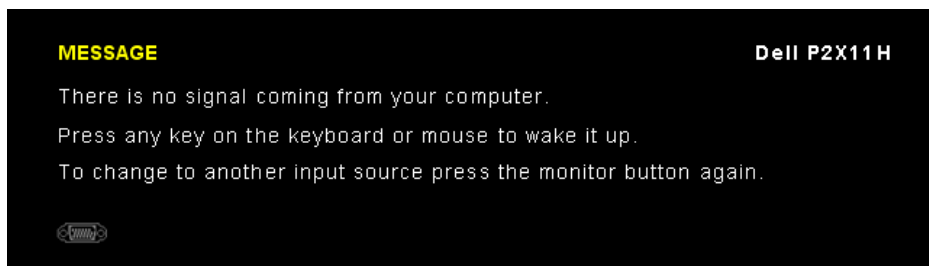 MESSAGE Dell P2X11H
There is no signal coming from your computer.
Press any key on the keyboard or mouse to wake it up.
To change to another input source press the monitor button again.